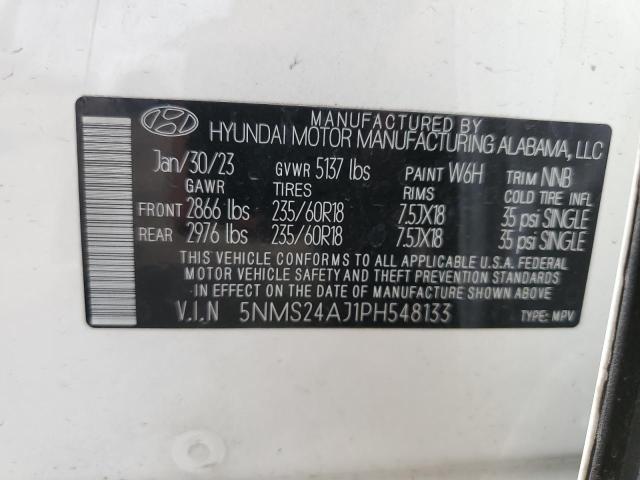 MANUFACTURED BY
HYUNDAI MOTOR MANUFACTURING ALABAMA, LLC
Jan/30/23 GVWR 5137 lbs PAINT W6H TRIM NNB
GAWR TIRES RIMS COLD TIRE INFL
FRONT 2866 lbs 235/60R18 7.5JX18 35 psi SINGLE
REAR 2976 lbs 235/60R18 7.5JX18 35 psi SINGLE
THIS VEHICLE CONFORMS TO ALL APPLICABLE U.S.A. FEDERAL
MOTOR VEHICLE SAFETY AND THEFT PREVENTION STANDARDS
IN EFFECT ON THE DATE OF MANUFACTURE SHOWN ABOVE.
V.I.N 5NMS24AJ1PH548133 TYPE: MPV